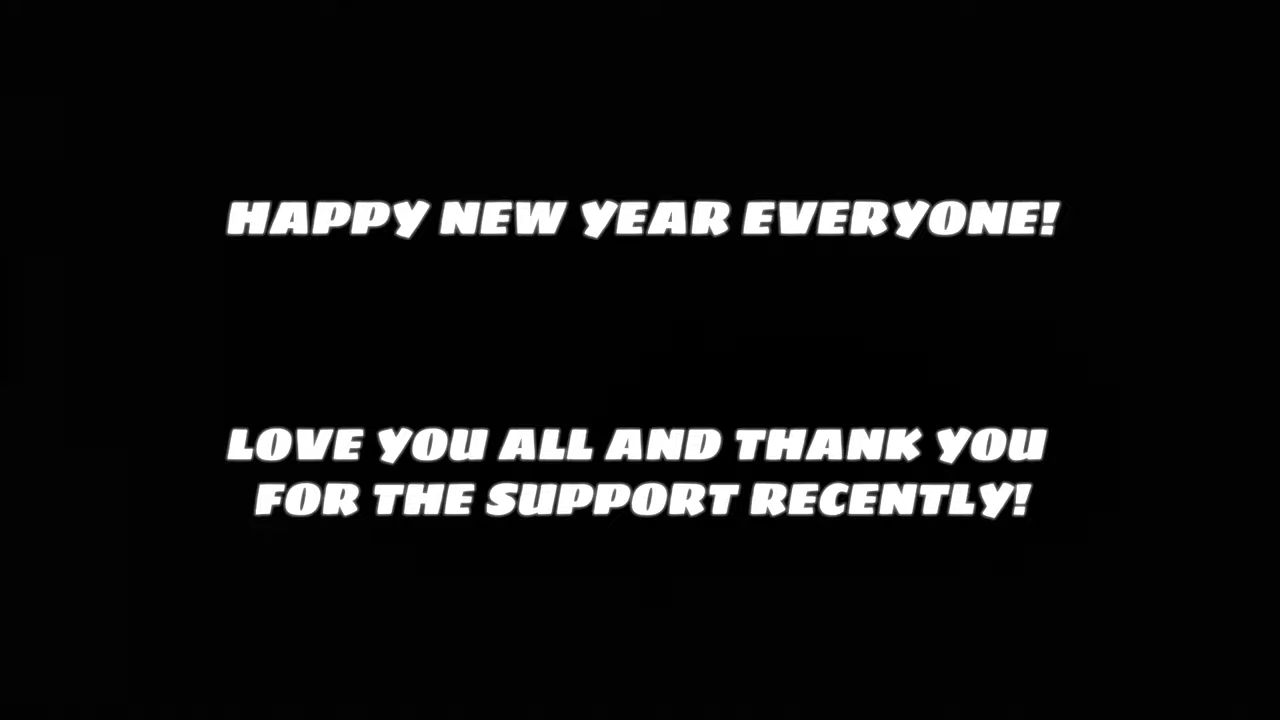 HAPPY NEW YEAR EVERYONE!
LOVE YOU ALL AND THANK YOU
FOR THE SUPPORT RECENTLY!